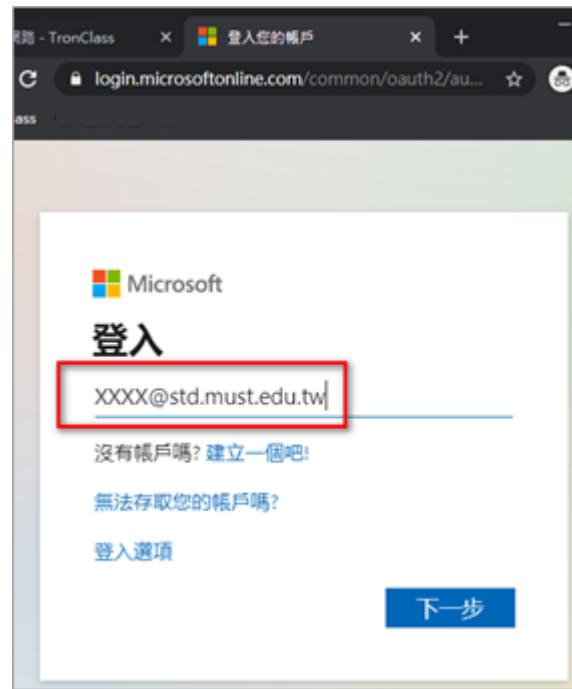 網路 - TronClass × 登入您的帳戶 × + −
login.microsoftonline.com/common/oauth2/au...
ass
Microsoft
登入
XXXX@std.must.edu.tw
沒有帳戶嗎? 建立一個吧!
無法存取您的帳戶嗎?
登入選項
下一步